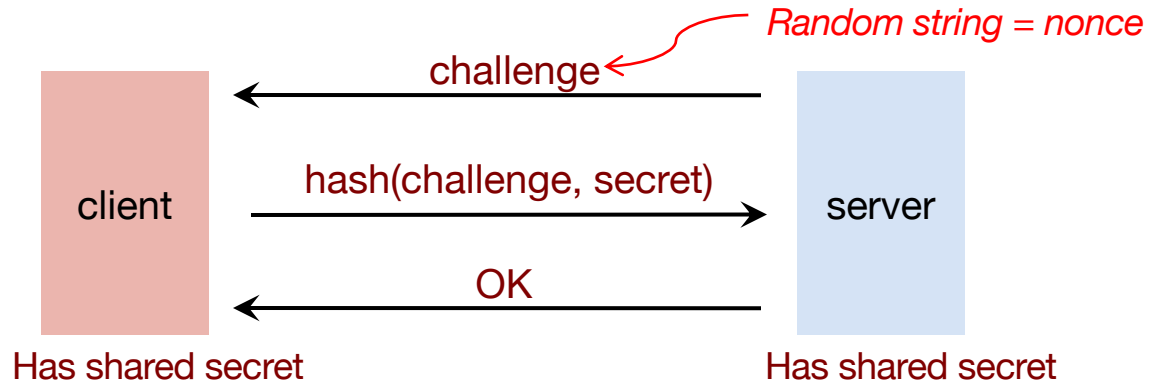 Random string = nonce
challenge
hash(challenge, secret)
client
server
OK
Has shared secret
Has shared secret